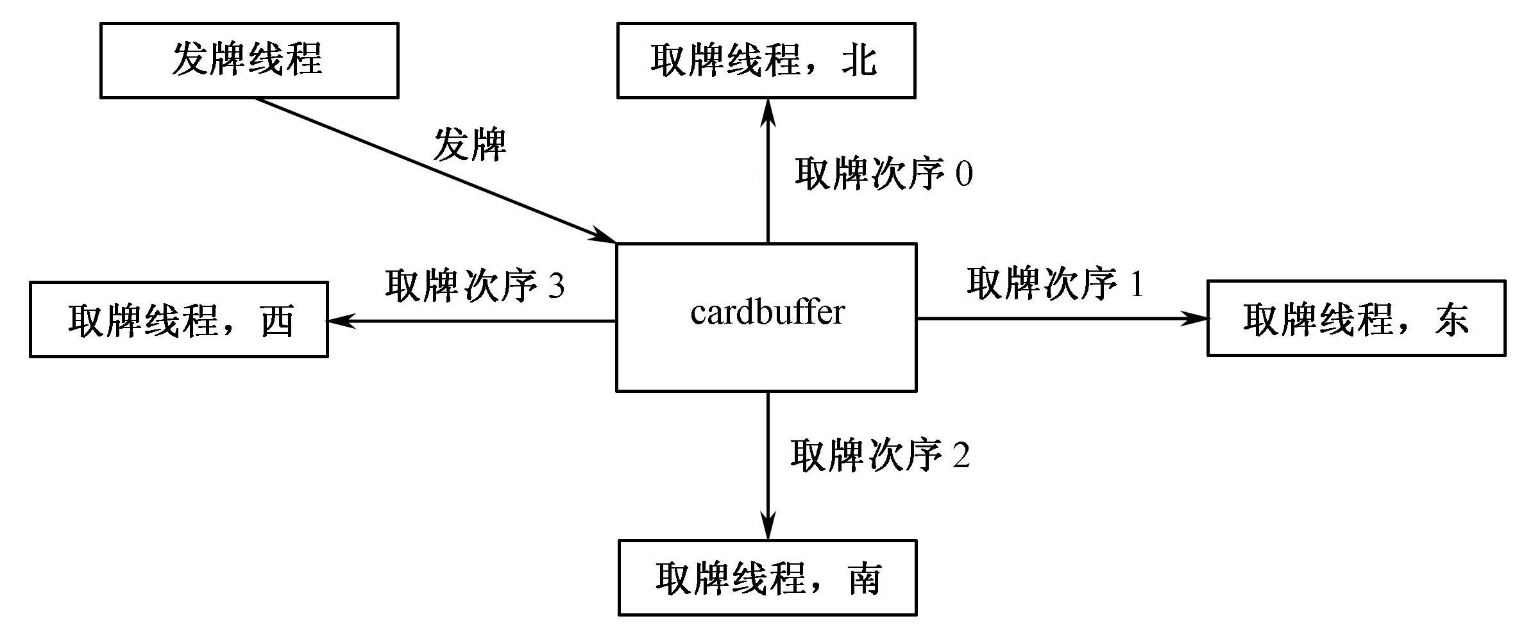 发牌线程
取牌线程，北
发牌
取牌次序 0
取牌次序 3
取牌次序 1
取牌线程，西
cardbuffer
取牌线程，东
取牌次序 2
取牌线程，南